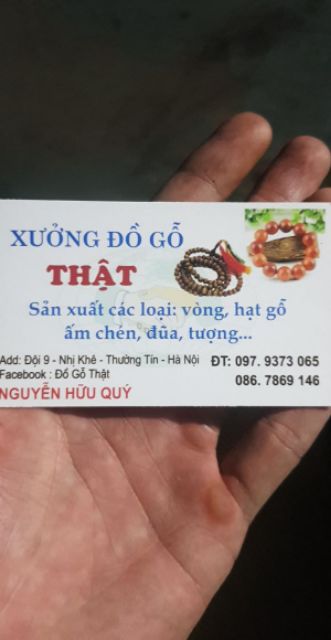 XƯỞNG ĐỒ GỖ
THẬT
Sản xuất các loại: vòng, hạt gỗ
ấm chén, đũa, tượng...
Add: Đội 9 - Nhị Khê - Thường Tín - Hà Nội
ĐT: 097. 9373 065
Facebook : Đồ Gỗ Thật
086. 7869 146
NGUYỄN HỮU QUÝ